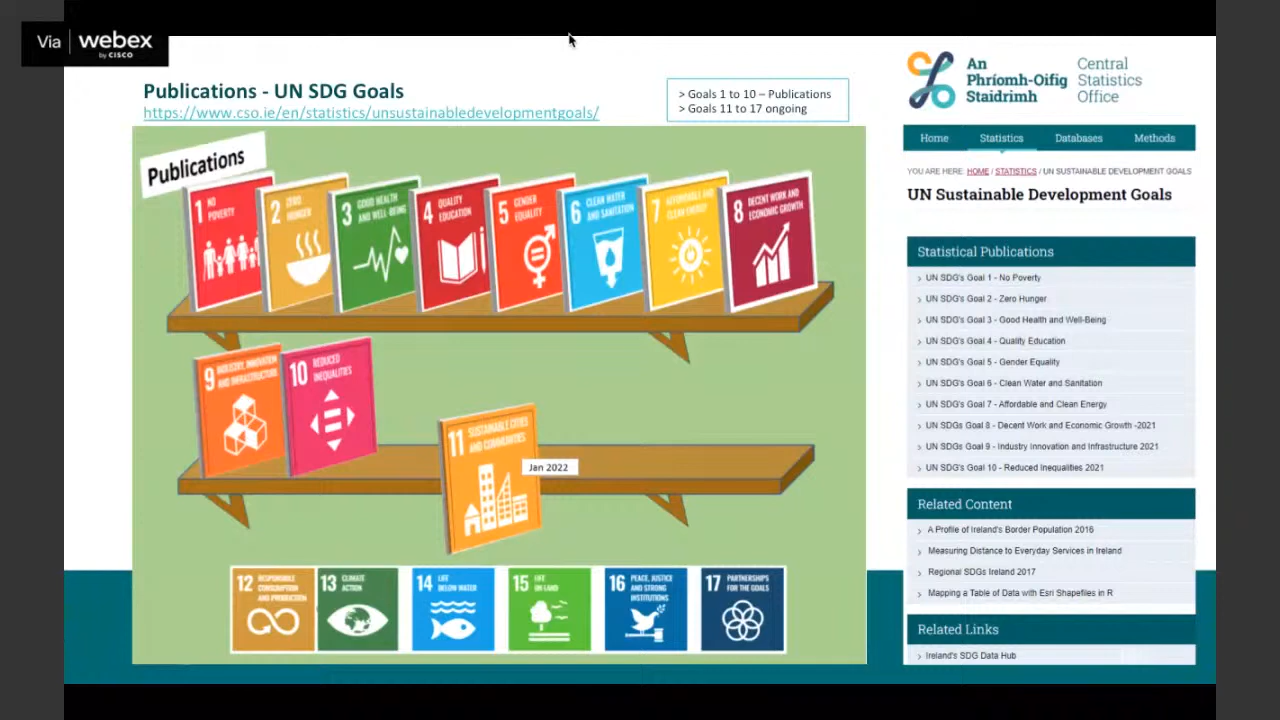 Via webex
by CISCO
Publications - UN SDG Goals
https://www.cso.ie/en/statistics/unsustainabledevelopmentgoals/
> Goals 1 to 10 – Publications
> Goals 11 to 17 ongoing
Publications
1 NO
POVERTY
2 ZERO
HUNGER
3 GOOD HEALTH
AND WELL-BEING
4 QUALITY
EDUCATION
5 GENDER
EQUALITY
6 CLEAN WATER
AND SANITATION
7 AFFORDABLE AND
CLEAN ENERGY
8 DECENT WORK AND
ECONOMIC GROWTH
9 INDUSTRY, INNOVATION
AND INFRASTRUCTURE
10 REDUCED
INEQUALITIES
11 SUSTAINABLE CITIES
AND COMMUNITIES
Jan 2022
12 RESPONSIBLE
CONSUMPTION
AND PRODUCTION
13 CLIMATE
ACTION
14 LIFE
BELOW WATER
15 LIFE
ON LAND
16 PEACE, JUSTICE
AND STRONG
INSTITUTIONS
17 PARTNERSHIPS
FOR THE GOALS
An
Phríomh-Oifig
Staidrimh
Central
Statistics
Office
Home Statistics Databases Methods
YOU ARE HERE: HOME / STATISTICS / UN SUSTAINABLE DEVELOPMENT GOALS
UN Sustainable Development Goals
Statistical Publications
UN SDG's Goal 1 - No Poverty
UN SDG's Goal 2 - Zero Hunger
UN SDG's Goal 3 - Good Health and Well-Being
UN SDG's Goal 4 - Quality Education
UN SDG's Goal 5 - Gender Equality
UN SDG's Goal 6 - Clean Water and Sanitation
UN SDG's Goal 7 - Affordable and Clean Energy
UN SDGs Goal 8 - Decent Work and Economic Growth -2021
UN SDGs Goal 9 - Industry Innovation and Infrastructure 2021
UN SDG's Goal 10 - Reduced Inequalities 2021
Related Content
A Profile of Ireland's Border Population 2016
Measuring Distance to Everyday Services in Ireland
Regional SDGs Ireland 2017
Mapping a Table of Data with Esri Shapefiles in R
Related Links
Ireland's SDG Data Hub